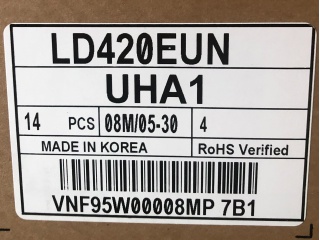 LD420EUN
UHA1
14 PCS 08M/05-30 4
MADE IN KOREA RoHS Verified
VNF95W00008MP 7B1